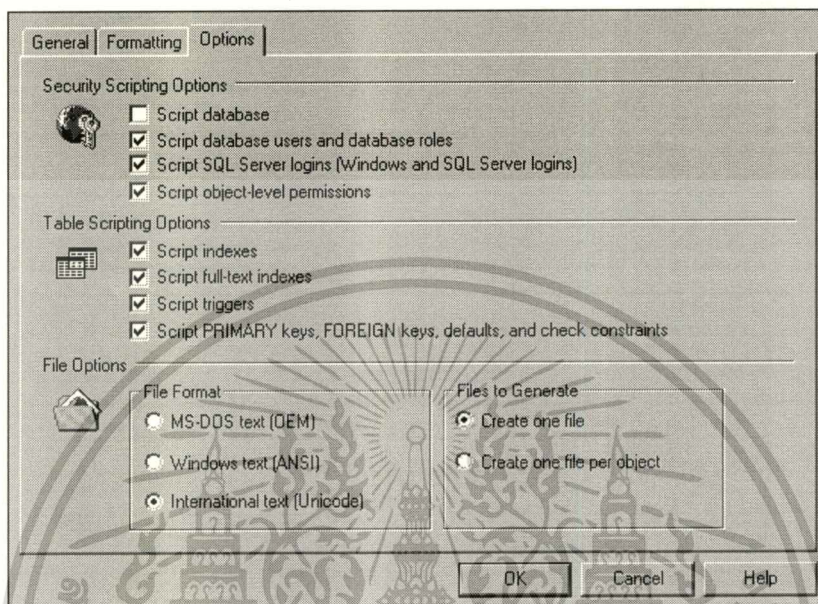 General Formatting Options
Security Scripting Options
Script database
Script database users and database roles
Script SQL Server logins (Windows and SQL Server logins)
Script object-level permissions
Table Scripting Options
Script indexes
Script full-text indexes
Script triggers
Script PRIMARY keys, FOREIGN keys, defaults, and check constraints
File Options
File Format
MS-DOS text (OEM)
Windows text (ANSI)
International text (Unicode)
Files to Generate
Create one file
Create one file per object
OK Cancel Help